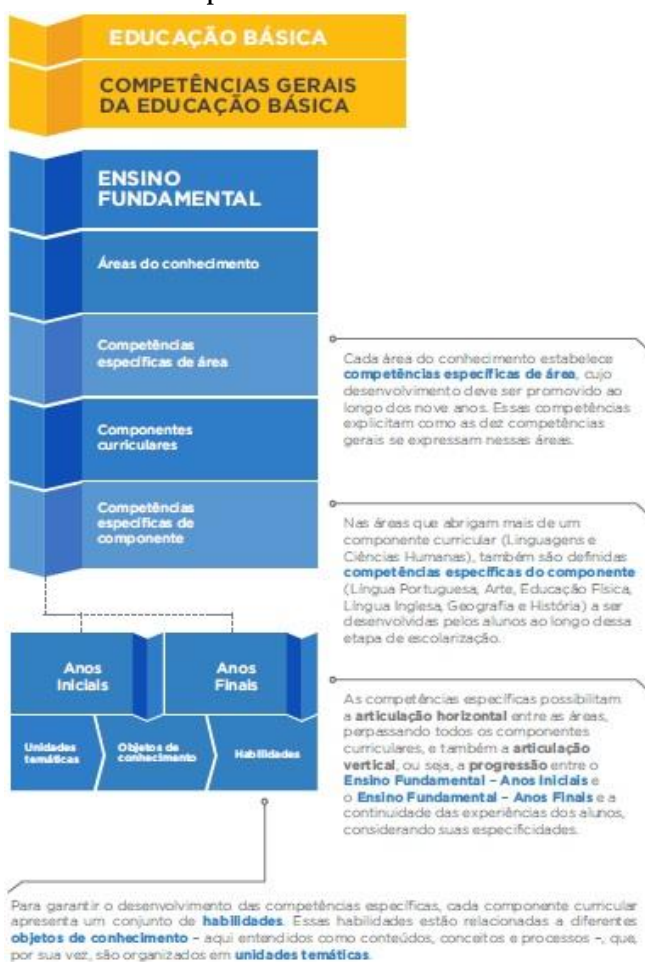 EDUCAÇÃO BÁSICA
COMPETÊNCIAS GERAIS
DA EDUCAÇÃO BÁSICA
ENSINO
FUNDAMENTAL
Áreas do conhecimento
Competências
específicas de área
Cada área do conhecimento estabelece
competências específicas de área, cujo
desenvolvimento deve ser promovido ao
longo dos nove anos. Essas competências
explicitam como as dez competências
gerais se expressam nessas áreas.
Componentes
curriculares
Competências
específicas de
componente
Nas áreas que abrigam mais de um
componente curricular (Linguagens e
Ciências Humanas), também são definidas
competências específicas do componente
(Língua Portuguesa, Arte, Educação Física,
Língua Inglesa, Geografia e História) a ser
desenvolvidas pelos alunos ao longo dessa
etapa de escolarização.
Anos
Iniciais
Anos
Finais
Unidades
temáticas
Objetos de
conhecimento
Habilidades
As competências específicas possibilitam
a articulação horizontal entre as áreas,
perpassando todos os componentes
curriculares, e também a articulação
vertical, ou seja, a progressão entre o
Ensino Fundamental – Anos Iniciais e
o Ensino Fundamental – Anos Finais e a
continuidade das experiências dos alunos,
considerando suas especificidades.
Para garantir o desenvolvimento das competências específicas, cada componente curricular
apresenta um conjunto de habilidades. Essas habilidades estão relacionadas a diferentes
objetos de conhecimento – aqui entendidos como conteúdos, conceitos e processos –, que,
por sua vez, são organizados em unidades temáticas.